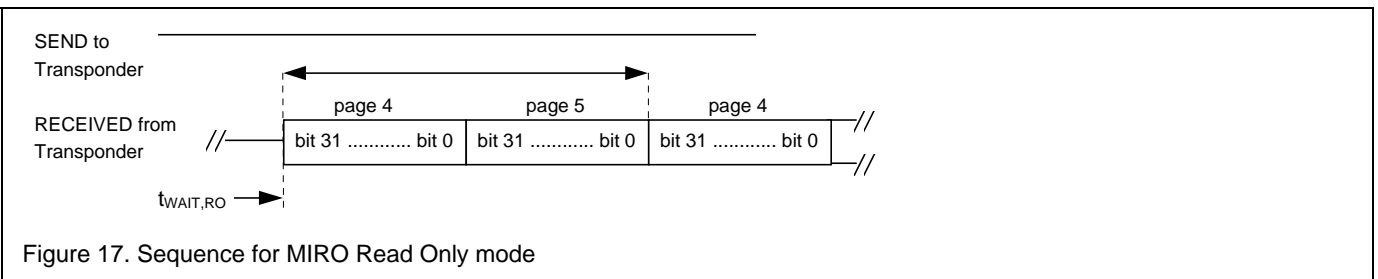 SEND to
Transponder
page 4 page 5 page 4
RECEIVED from
Transponder
// bit 31 ............ bit 0 bit 31 ............ bit 0 bit 31 ............ bit 0 //
//
tWAIT,RO
Figure 17. Sequence for MIRO Read Only mode